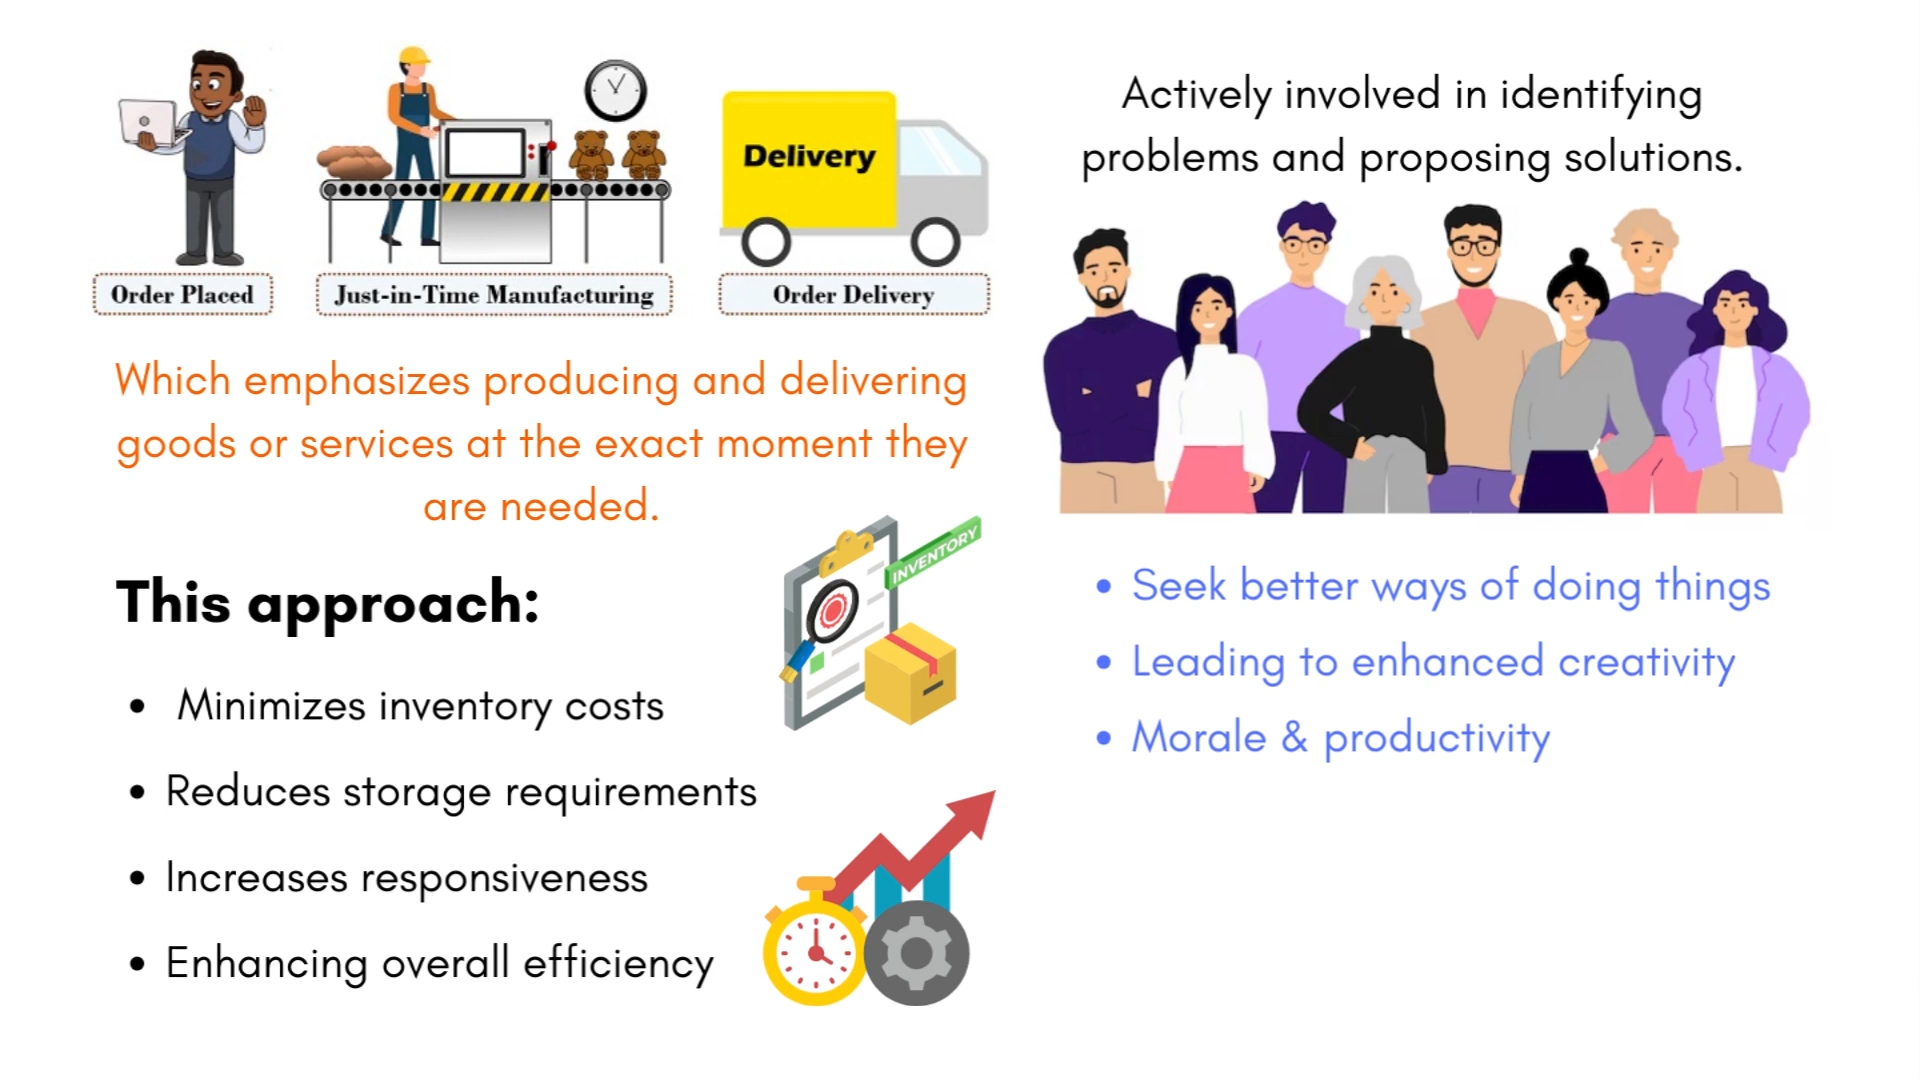 Delivery
Order Placed
Just-in-Time Manufacturing
Order Delivery
Which emphasizes producing and delivering
goods or services at the exact moment they
are needed.
INVENTORY
This approach:
• Minimizes inventory costs
• Reduces storage requirements
• Increases responsiveness
• Enhancing overall efficiency
Actively involved in identifying
problems and proposing solutions.
• Seek better ways of doing things
• Leading to enhanced creativity
• Morale & productivity